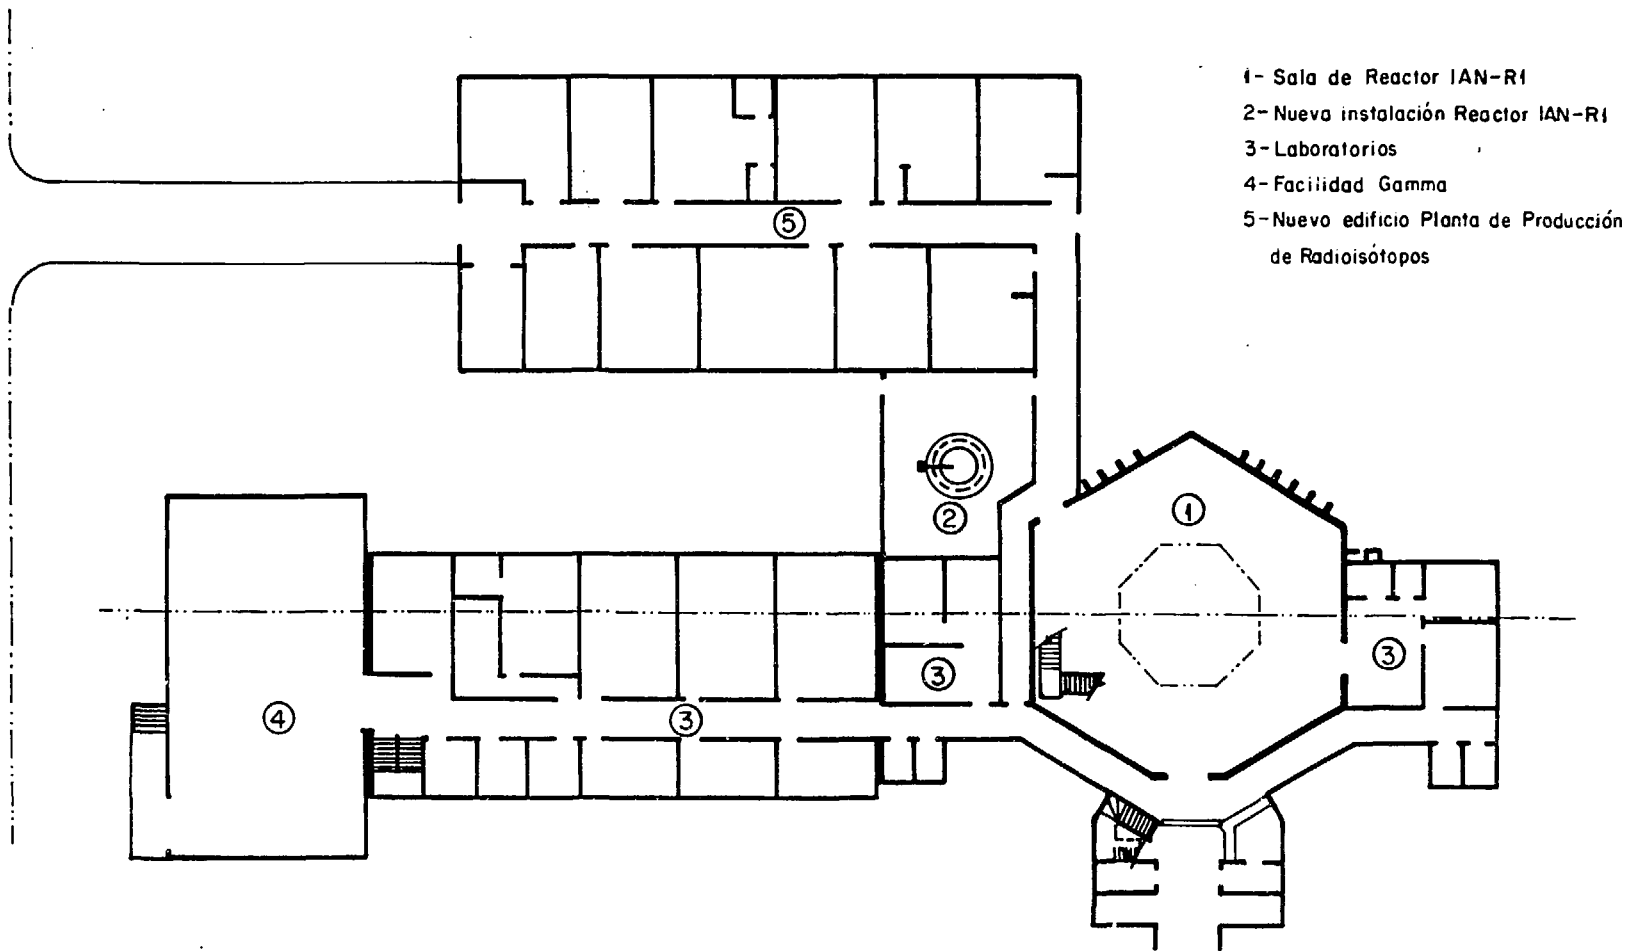 1- Sala de Reactor IAN-R1
2- Nueva instalación Reactor IAN-R1
3- Laboratorios
4- Facilidad Gamma
5- Nuevo edificio Planta de Producción
de Radioisótopos
5
2
1
3
3
4
3